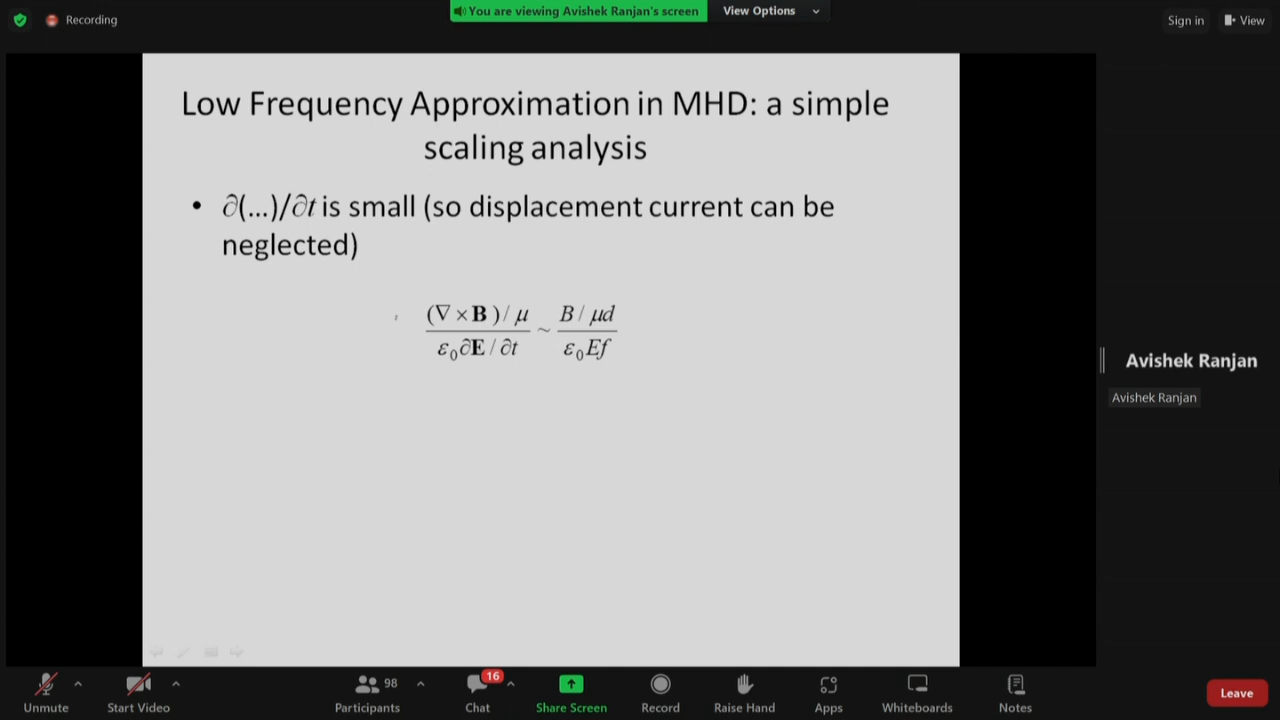 Recording
You are viewing Avishek Ranjan's screen
View Options
Sign in
View
Low Frequency Approximation in MHD: a simple
scaling analysis
• ∂(...)/∂t is small (so displacement current can be
neglected)
(∇ × B)/ μ
B / μd
~
ε₀∂E / ∂t
ε₀Ef
Avishek Ranjan
Avishek Ranjan
Unmute
Start Video
98
Participants
16
Chat
Share Screen
Record
Raise Hand
Apps
Whiteboards
Notes
Leave